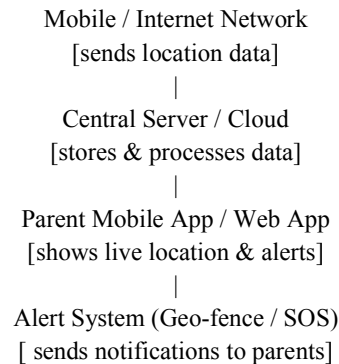 Mobile / Internet Network
[sends location data]
|
Central Server / Cloud
[stores & processes data]
|
Parent Mobile App / Web App
[shows live location & alerts]
|
Alert System (Geo-fence / SOS)
[ sends notifications to parents]